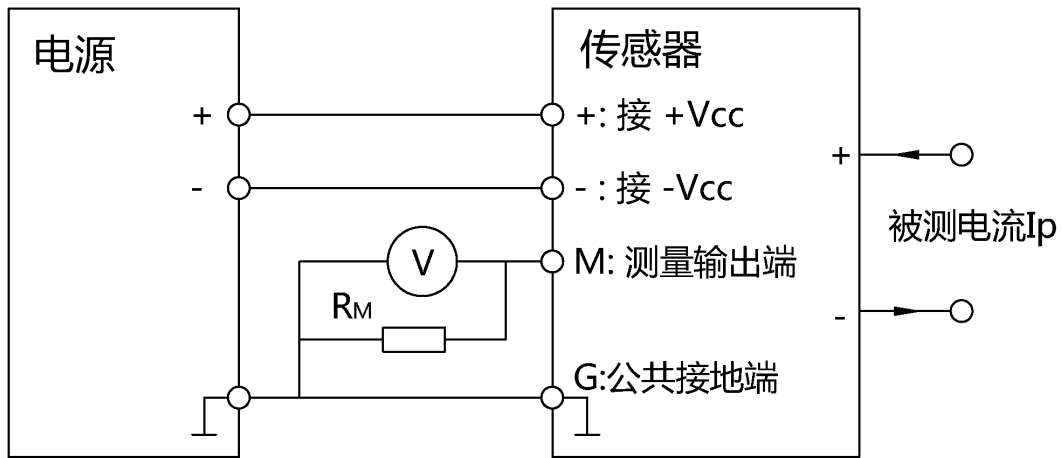 电源
传感器
+
+: 接 +Vcc
-
- : 接 -Vcc
+
被测电流Ip
V
M: 测量输出端
RM
-
G:公共接地端